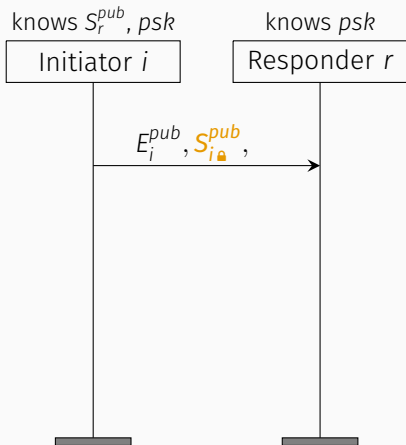 knows S_r^pub, psk knows psk
Initiator i Responder r
E_i^pub, S_i🔒^pub,